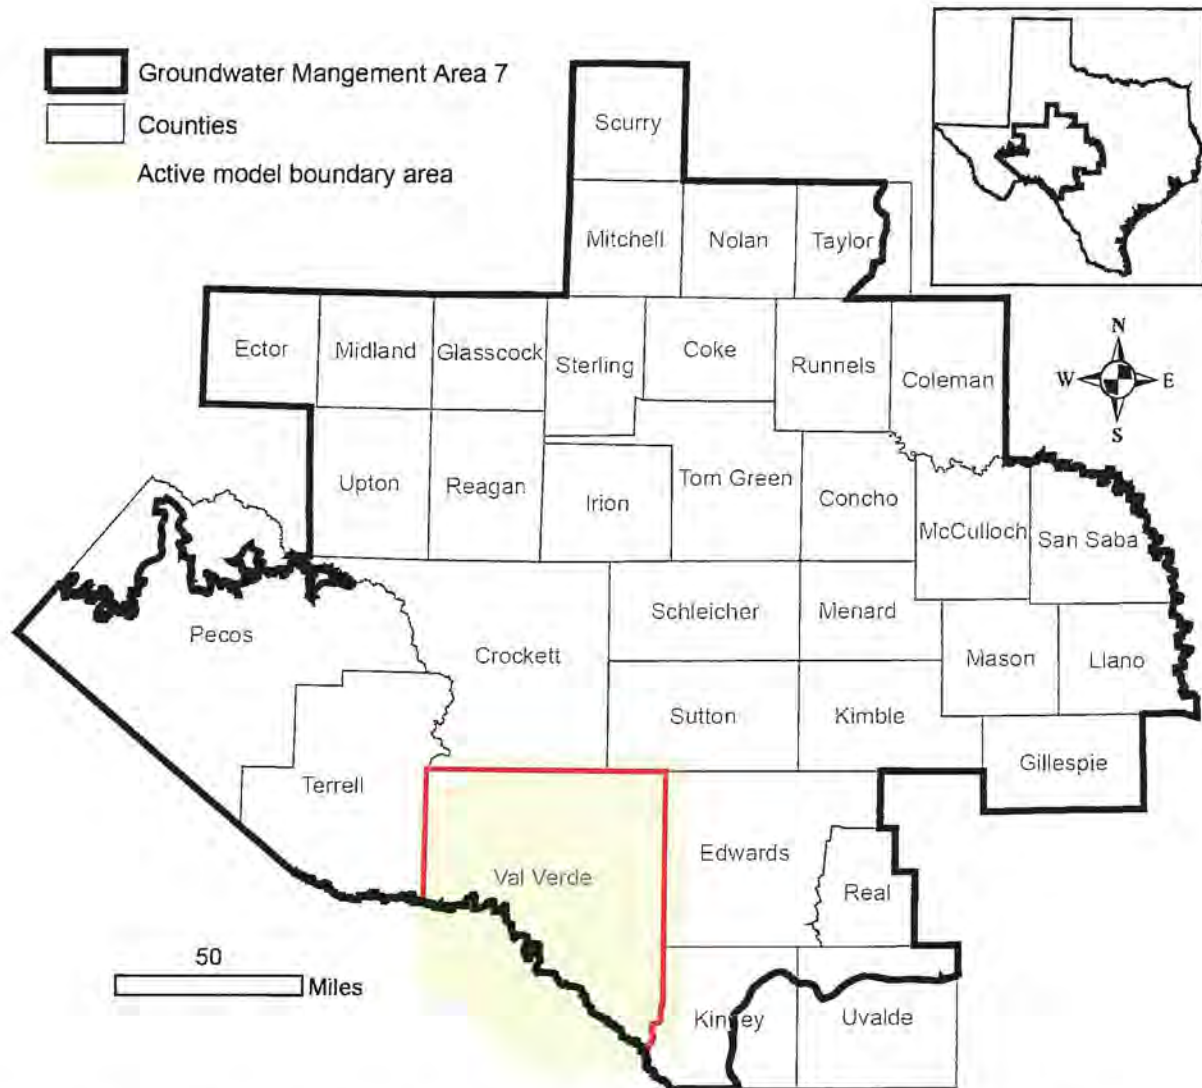 Groundwater Mangement Area 7
Counties
Active model boundary area
Scurry
Mitchell
Nolan
Taylor
Ector
Midland
Glasscock
Sterling
Coke
Runnels
Coleman
N
W
E
S
Upton
Reagan
Irion
Tom Green
Concho
McCulloch
San Saba
Pecos
Crockett
Schleicher
Menard
Mason
Llano
Sutton
Kimble
Gillespie
Terrell
Val Verde
Edwards
Real
50
Miles
Kinney
Uvalde